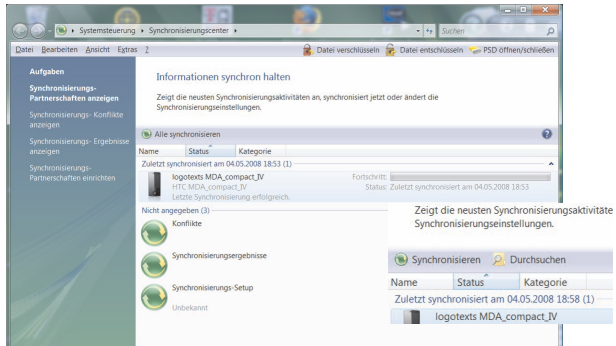 Systemsteuerung Synchronisierungscenter Suchen
Datei Bearbeiten Ansicht Extras ? Datei verschlüsseln Datei entschlüsseln PSD öffnen/schließen
Aufgaben
Synchronisierungs-
Partnerschaften anzeigen
Synchronisierungs- Konflikte
anzeigen
Synchronisierungs- Ergebnisse
anzeigen
Synchronisierungs-
Partnerschaften einrichten
Informationen synchron halten
Zeigt die neusten Synchronisierungsaktivitäten an, synchronisiert jetzt oder ändert die
Synchronisierungseinstellungen.
Alle synchronisieren
Name Status Kategorie
Zuletzt synchronisiert am 04.05.2008 18:53 (1)
logotexts MDA_compact_IV Fortschritt:
HTC MDA_compact_IV Status: Zuletzt synchronisiert am 04.05.2008 18:53
Letzte Synchronisierung erfolgreich.
Nicht angegeben (3)
Konflikte
Synchronisierungsergebnisse
Synchronisierungs-Setup
Unbekannt
Zeigt die neusten Synchronisierungsaktivitäte
Synchronisierungseinstellungen.
Synchronisieren Durchsuchen
Name Status Kategorie
Zuletzt synchronisiert am 04.05.2008 18:58 (1)
logotexts MDA_compact_IV